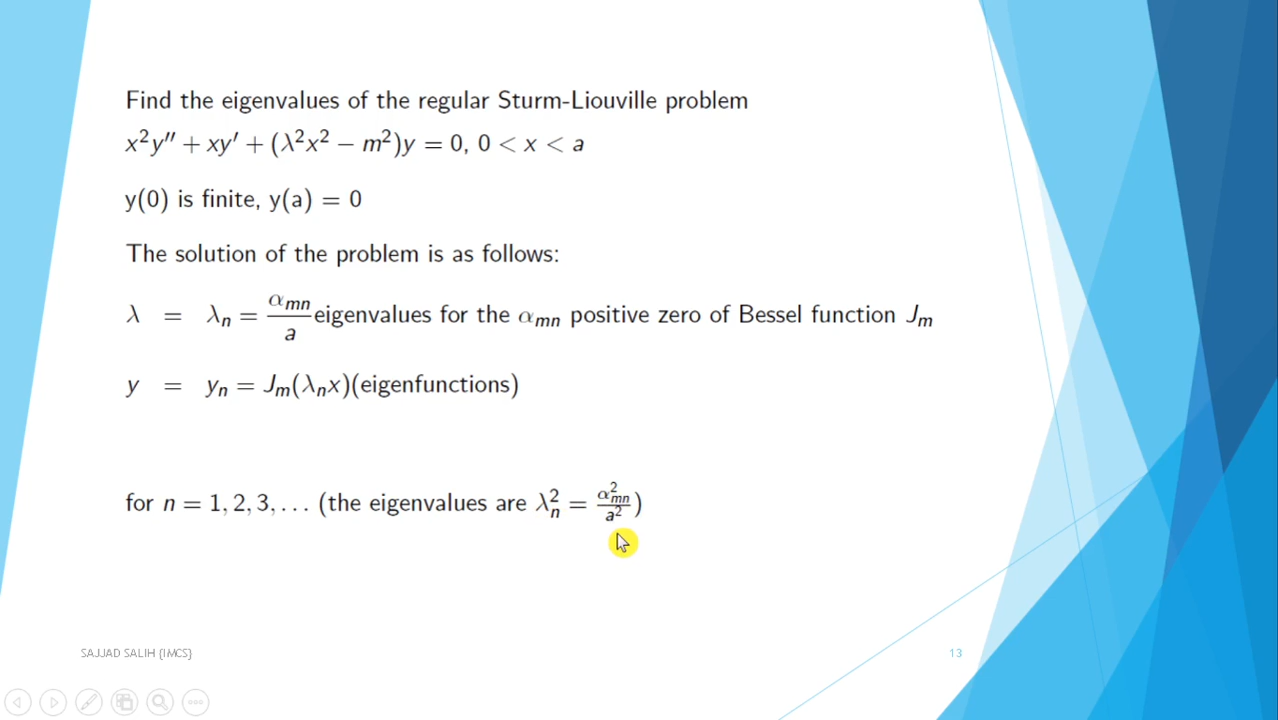 Find the eigenvalues of the regular Sturm-Liouville problem
x²y″ + xy′ + (λ²x² − m²)y = 0, 0 < x < a
y(0) is finite, y(a) = 0
The solution of the problem is as follows:
λ = λₙ = αₘₙ/a eigenvalues for the αₘₙ positive zero of Bessel function Jₘ
y = yₙ = Jₘ(λₙx)(eigenfunctions)
for n = 1, 2, 3, . . . (the eigenvalues are λₙ² = αₘₙ²/a²)
SAJJAD SALIH {IMCS} 13